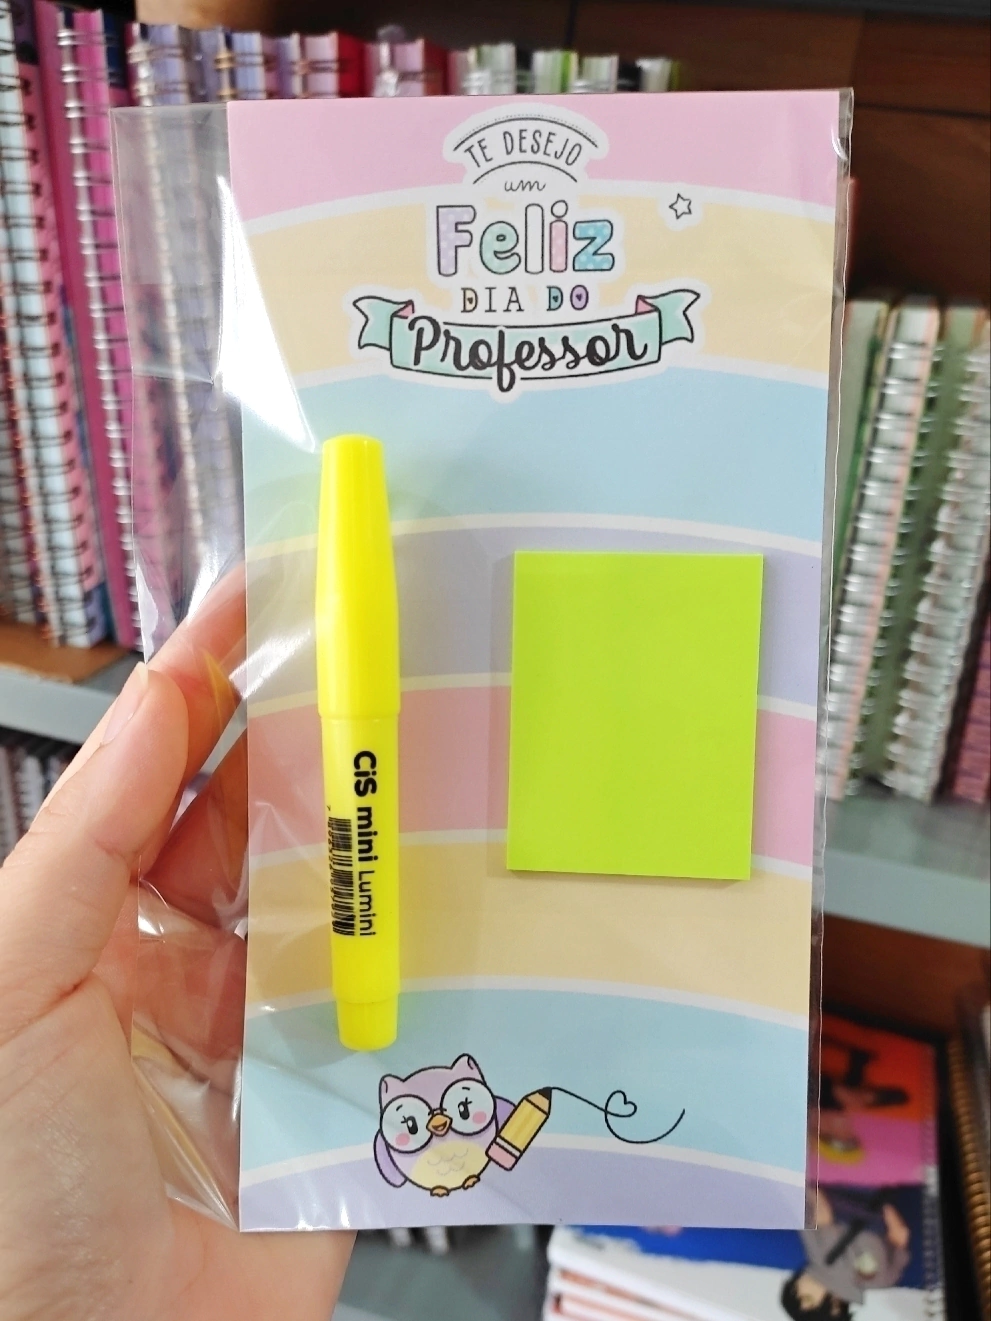 TE DESEJO
um
Feliz
DIA DO
Professor
CiS mini Lumini